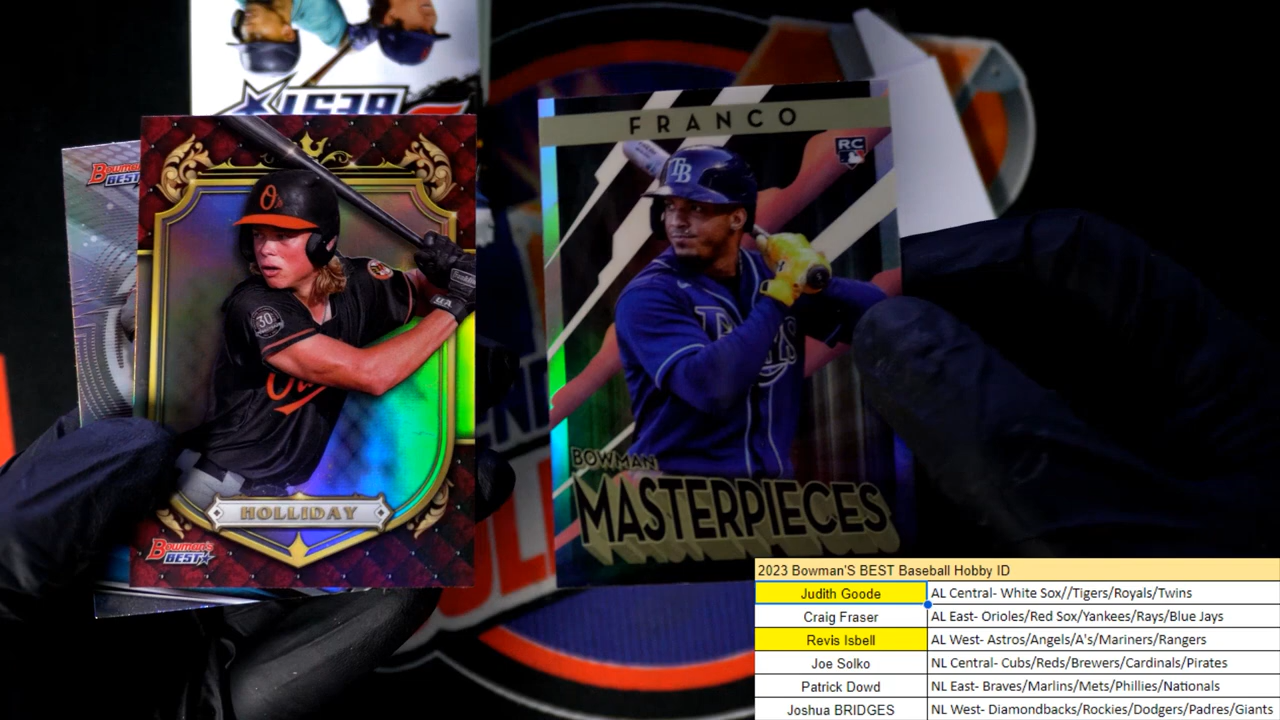 BOWMAN'S
BEST
O's
30
HOLLIDAY
BOWMAN'S
BEST
FRANCO
RC
TB
BOWMAN
MASTERPIECES
2023 Bowman'S BEST Baseball Hobby ID
Judith Goode AL Central- White Sox//Tigers/Royals/Twins
Craig Fraser AL East- Orioles/Red Sox/Yankees/Rays/Blue Jays
Revis Isbell AL West- Astros/Angels/A's/Mariners/Rangers
Joe Solko NL Central- Cubs/Reds/Brewers/Cardinals/Pirates
Patrick Dowd NL East- Braves/Marlins/Mets/Phillies/Nationals
Joshua BRIDGES NL West- Diamondbacks/Rockies/Dodgers/Padres/Giants